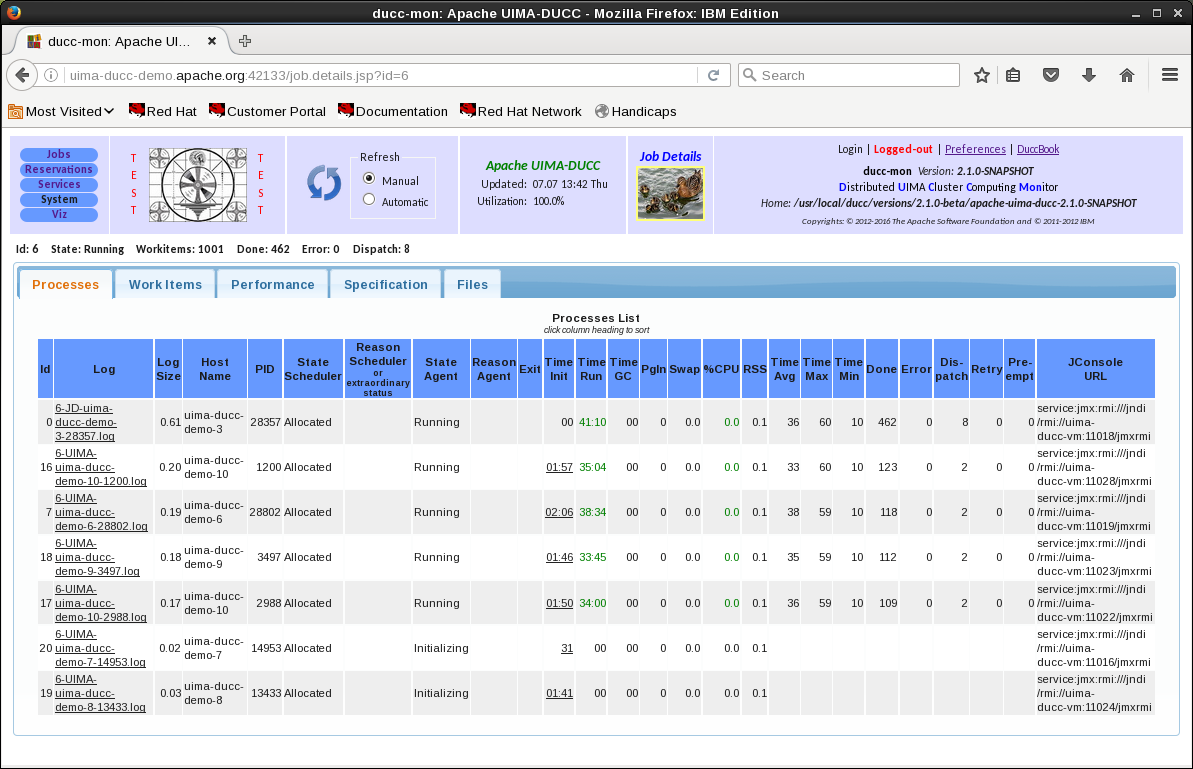 ducc-mon: Apache UIMA-DUCC - Mozilla Firefox: IBM Edition
ducc-mon: Apache UI...
uima-ducc-demo.apache.org:42133/job.details.jsp?id=6
Search
Most Visited Red Hat Customer Portal Documentation Red Hat Network Handicaps
Jobs
Reservations
Services
System
Viz
T
E
S
T
T
E
S
T
Refresh
Manual
Automatic
Apache UIMA-DUCC
Updated: 07.07 13:42 Thu
Utilization: 100.0%
Job Details
Login | Logged-out | Preferences | DuccBook
ducc-mon Version: 2.1.0-SNAPSHOT
Distributed UIMA Cluster Computing Monitor
Home: /usr/local/ducc/versions/2.1.0-beta/apache-uima-ducc-2.1.0-SNAPSHOT
Copyrights: © 2012-2016 The Apache Software Foundation and © 2011-2012 IBM
Id: 6 State: Running Workitems: 1001 Done: 462 Error: 0 Dispatch: 8
Processes Work Items Performance Specification Files
Processes List
click column heading to sort
Id Log Log Size Host Name PID State Scheduler Reason Scheduler or extraordinary status State Agent Reason Agent Exit Time Init Time Run Time GC PgIn Swap %CPU RSS Time Avg Time Max Time Min Done Error Dis-patch Retry Pre-empt JConsole URL
0 6-JD-uima-ducc-demo-3-28357.log 0.61 uima-ducc-demo-3 28357 Allocated Running 00 41:10 00 0 0.0 0.0 0.1 36 60 10 462 0 8 0 0 service:jmx:rmi:///jndi/rmi://uima-ducc-vm:11018/jmxrmi
16 6-UIMA-uima-ducc-demo-10-1200.log 0.20 uima-ducc-demo-10 1200 Allocated Running 01:57 35:04 00 0 0.0 0.0 0.1 33 60 10 123 0 2 0 0 service:jmx:rmi:///jndi/rmi://uima-ducc-vm:11028/jmxrmi
7 6-UIMA-uima-ducc-demo-6-28802.log 0.19 uima-ducc-demo-6 28802 Allocated Running 02:06 38:34 00 0 0.0 0.0 0.1 38 59 10 118 0 2 0 0 service:jmx:rmi:///jndi/rmi://uima-ducc-vm:11019/jmxrmi
18 6-UIMA-uima-ducc-demo-9-3497.log 0.18 uima-ducc-demo-9 3497 Allocated Running 01:46 33:45 00 0 0.0 0.0 0.1 35 59 10 112 0 2 0 0 service:jmx:rmi:///jndi/rmi://uima-ducc-vm:11023/jmxrmi
17 6-UIMA-uima-ducc-demo-10-2988.log 0.17 uima-ducc-demo-10 2988 Allocated Running 01:50 34:00 00 0 0.0 0.0 0.1 36 59 10 109 0 2 0 0 service:jmx:rmi:///jndi/rmi://uima-ducc-vm:11022/jmxrmi
20 6-UIMA-uima-ducc-demo-7-14953.log 0.02 uima-ducc-demo-7 14953 Allocated Initializing 31 00 00 0 0.0 0.0 0.1 service:jmx:rmi:///jndi/rmi://uima-ducc-vm:11016/jmxrmi
19 6-UIMA-uima-ducc-demo-8-13433.log 0.03 uima-ducc-demo-8 13433 Allocated Initializing 01:41 00 00 0 0.0 0.0 0.1 service:jmx:rmi:///jndi/rmi://uima-ducc-vm:11024/jmxrmi